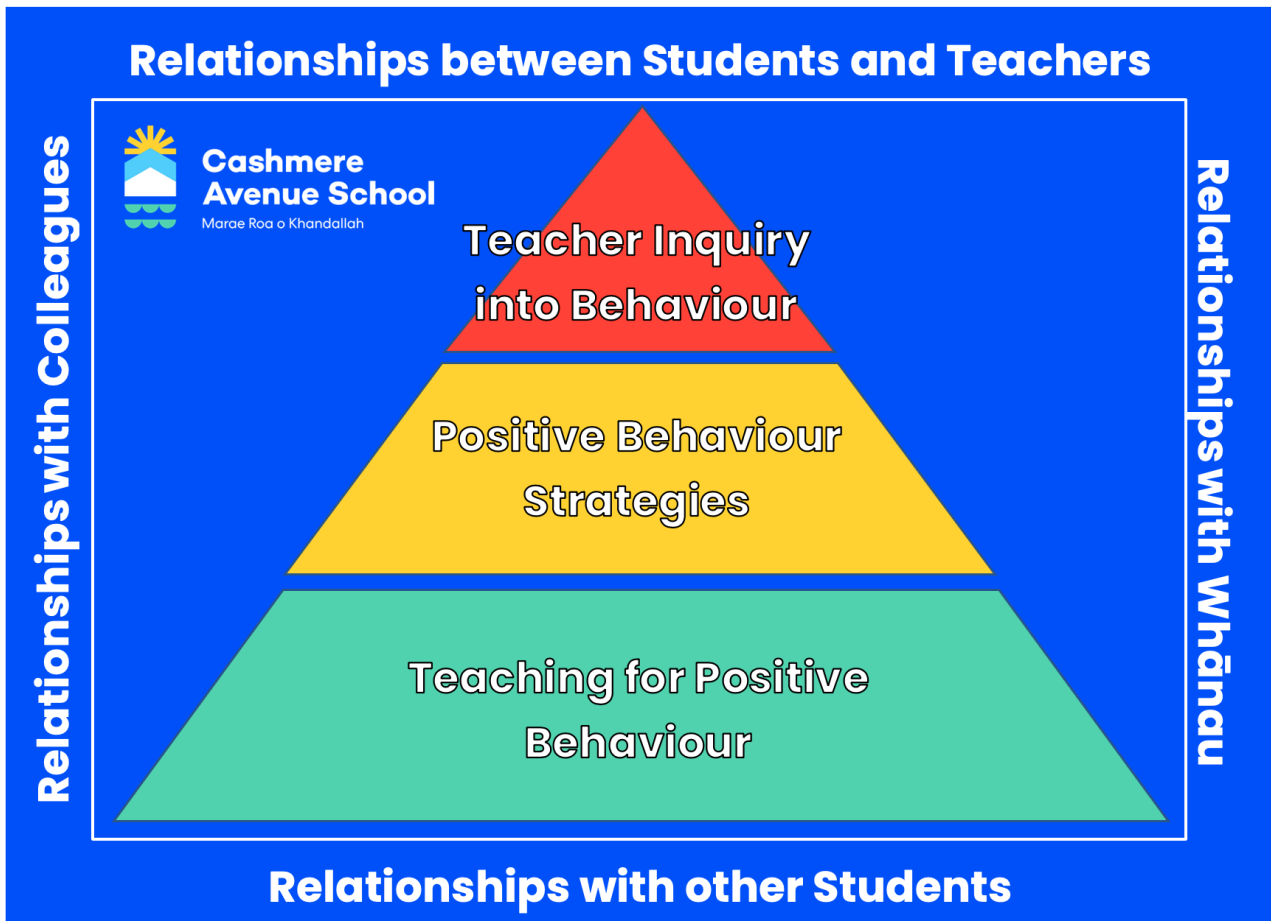 Relationships between Students and Teachers
Relationships with Colleagues
Cashmere
Avenue School
Marae Roa o Khandallah
Teacher Inquiry
into Behaviour
Positive Behaviour
Strategies
Teaching for Positive
Behaviour
Relationships with Whānau
Relationships with other Students